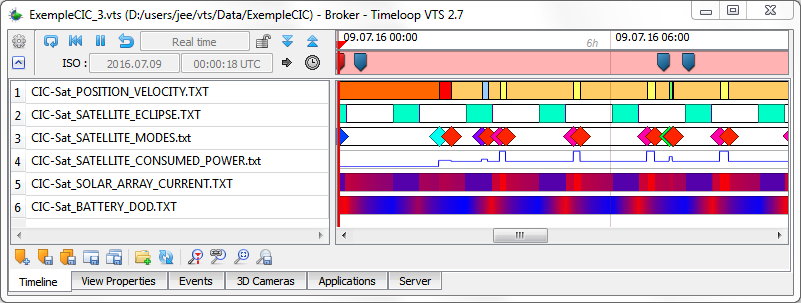 ExempleCIC_3.vts (D:/users/jee/vts/Data/ExempleCIC) - Broker - Timeloop VTS 2.7
Real time
ISO : 2016.07.09 00:00:18 UTC
09.07.16 00:00 6h 09.07.16 06:00
1 CIC-Sat_POSITION_VELOCITY.TXT
2 CIC-Sat_SATELLITE_ECLIPSE.TXT
3 CIC-Sat_SATELLITE_MODES.txt
4 CIC-Sat_SATELLITE_CONSUMED_POWER.txt
5 CIC-Sat_SOLAR_ARRAY_CURRENT.TXT
6 CIC-Sat_BATTERY_DOD.TXT
Timeline View Properties Events 3D Cameras Applications Server